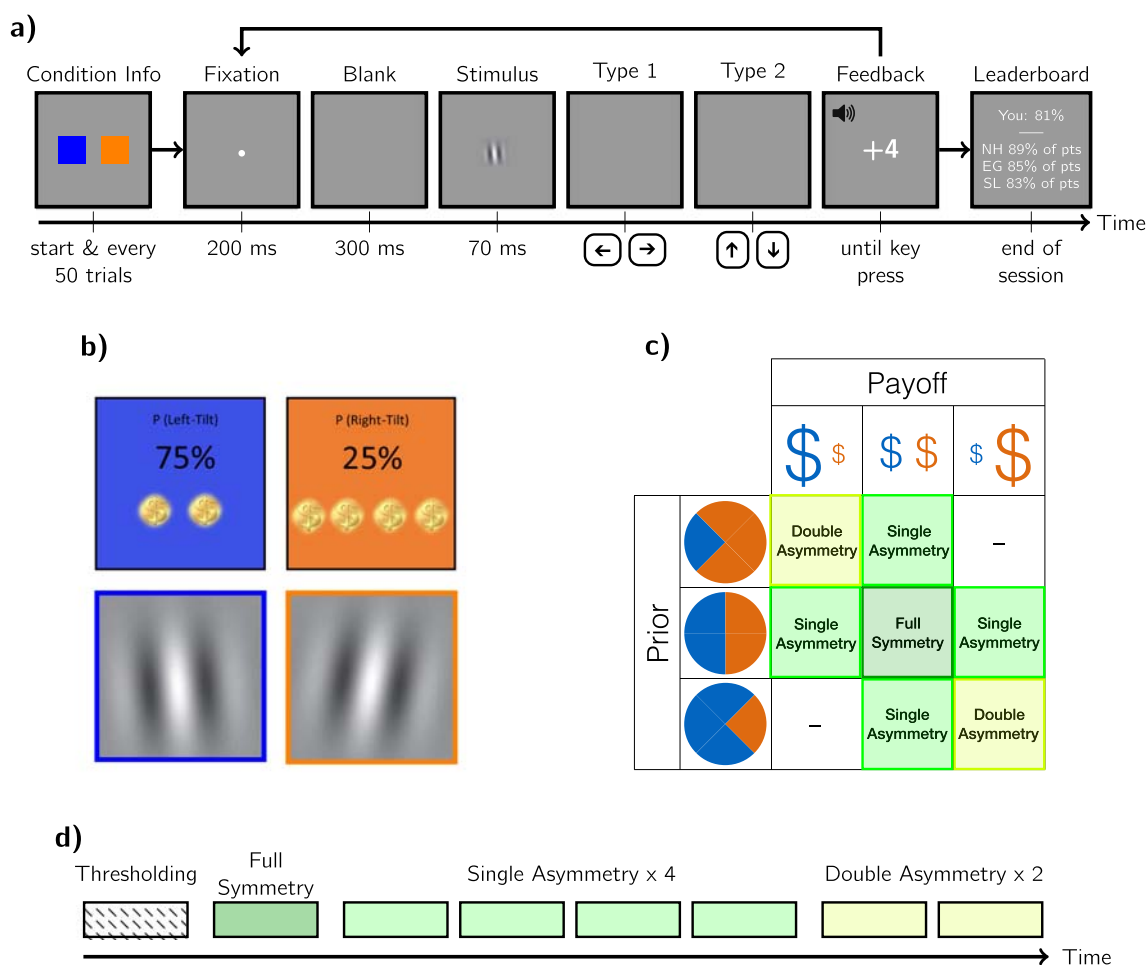 a)
Condition Info
Fixation
Blank
Stimulus
Type 1
Type 2
Feedback
Leaderboard
+4
You: 81%
NH 89% of pts
EG 85% of pts
SL 83% of pts
Time
start & every
50 trials
200 ms
300 ms
70 ms
← →
↑ ↓
until key
press
end of
session
b)
P (Left-Tilt)
75%
P (Right-Tilt)
25%
c)
Payoff
$ $
$ $
$ $
Prior
Double
Asymmetry
Single
Asymmetry
–
Single
Asymmetry
Full
Symmetry
Single
Asymmetry
–
Single
Asymmetry
Double
Asymmetry
d)
Thresholding
Full
Symmetry
Single Asymmetry x 4
Double Asymmetry x 2
Time